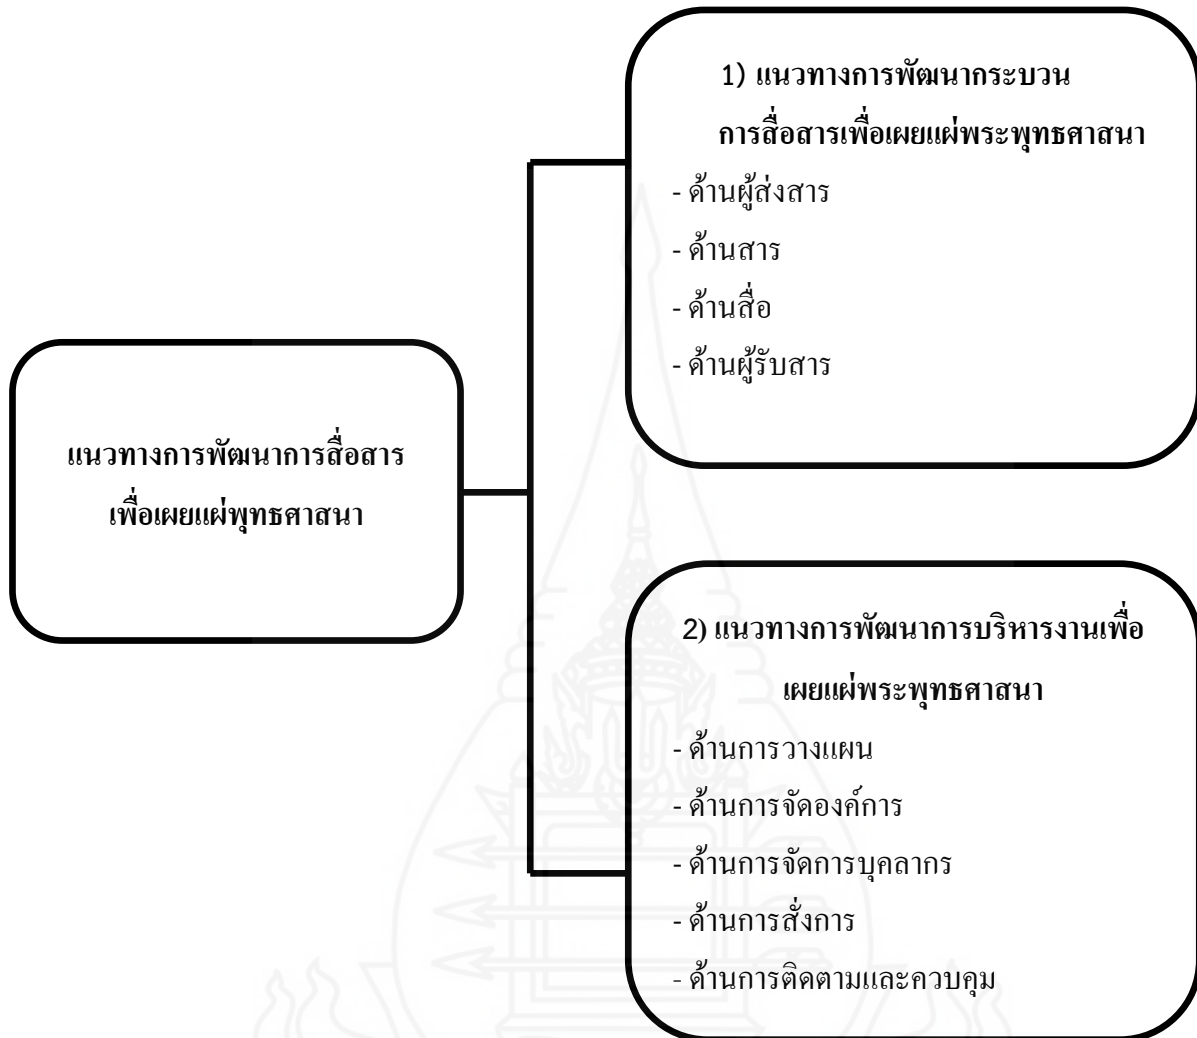 แนวทางการพัฒนาการสื่อสาร
เพื่อเผยแผ่พุทธศาสนา
1) แนวทางการพัฒนากระบวน
การสื่อสารเพื่อเผยแผ่พระพุทธศาสนา
- ด้านผู้ส่งสาร
- ด้านสาร
- ด้านสื่อ
- ด้านผู้รับสาร
2) แนวทางการพัฒนาการบริหารงานเพื่อ
เผยแผ่พระพุทธศาสนา
- ด้านการวางแผน
- ด้านการจัดองค์การ
- ด้านการจัดการบุคลากร
- ด้านการสั่งการ
- ด้านการติดตามและควบคุม